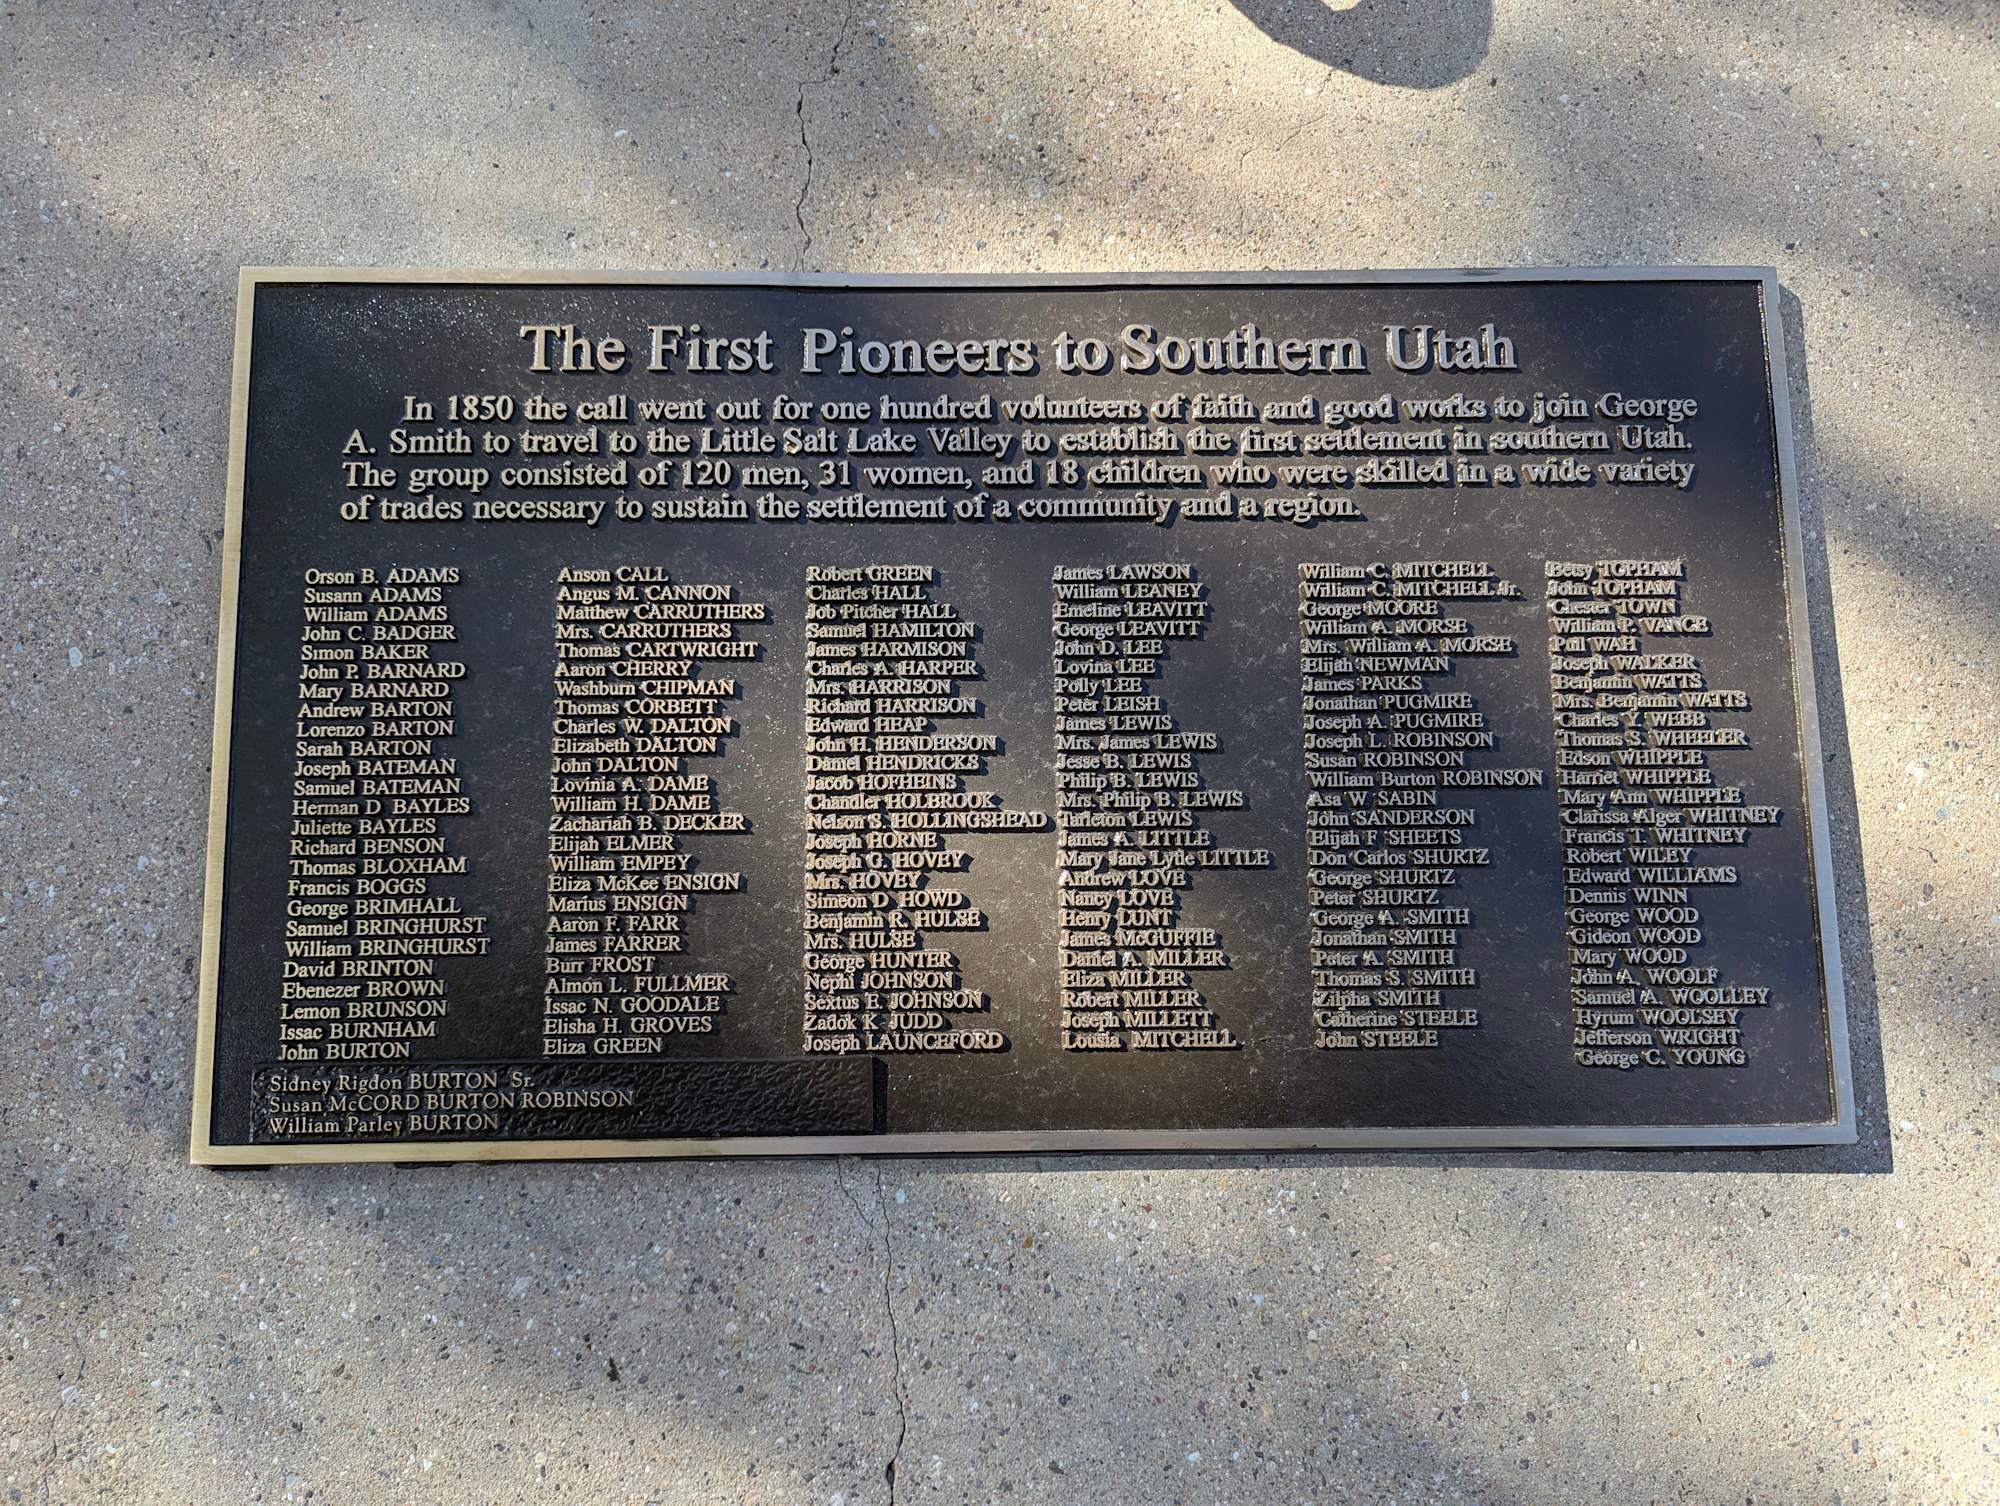 The First Pioneers to Southern Utah
In 1850 the call went out for one hundred volunteers of faith and good works to join George
A. Smith to travel to the Little Salt Lake Valley to establish the first settlement in southern Utah.
The group consisted of 120 men, 31 women, and 18 children who were skilled in a wide variety
of trades necessary to sustain the settlement of a community and a region.
Orson B. ADAMS
Susann ADAMS
William ADAMS
John C. BADGER
Simon BAKER
John P. BARNARD
Mary BARNARD
Andrew BARTON
Lorenzo BARTON
Sarah BARTON
Joseph BATEMAN
Samuel BATEMAN
Herman D BAYLES
Juliette BAYLES
Richard BENSON
Thomas BLOXHAM
Francis BOGGS
George BRIMHALL
Samuel BRINGHURST
William BRINGHURST
David BRINTON
Ebenezer BROWN
Lemon BRUNSON
Issac BURNHAM
John BURTON
Sidney Rigdon BURTON Sr.
Susan McCORD BURTON ROBINSON
William Parley BURTON
Anson CALL
Angus M. CANNON
Matthew CARRUTHERS
Mrs. CARRUTHERS
Thomas CARTWRIGHT
Aaron CHERRY
Washburn CHIPMAN
Thomas CORBETT
Charles W. DALTON
Elizabeth DALTON
John DALTON
Lovinia A. DAME
William H. DAME
Zachariah B. DECKER
Elijah ELMER
William EMPEY
Eliza McKee ENSIGN
Marius ENSIGN
Aaron F. FARR
James FARRER
Burr FROST
Almon L. FULLMER
Issac N. GOODALE
Elisha H. GROVES
Eliza GREEN
Robert GREEN
Charles HALL
Job Pitcher HALL
Samuel HAMILTON
James HARMISON
Charles A. HARPER
Mrs. HARRISON
Richard HARRISON
Edward HEAP
John H. HENDERSON
Daniel HENDRICKS
Jacob HOFHEINS
Chandler HOLBROOK
Nelson S. HOLLINGSHEAD
Joseph HORNE
Joseph G. HOVEY
Mrs. HOVEY
Simeon D HOWD
Benjamin R. HULSE
Mrs. HULSE
George HUNTER
Nephi JOHNSON
Sextus E. JOHNSON
Zadok K JUDD
Joseph LAUNCEFORD
James LAWSON
William LEANEY
Emeline LEAVITT
George LEAVITT
John D. LEE
Lovina LEE
Polly LEE
Peter LEISH
James LEWIS
Mrs. James LEWIS
Jesse B. LEWIS
Philip B. LEWIS
Mrs. Philip B. LEWIS
Tarleton LEWIS
James A. LITTLE
Mary Jane Lytle LITTLE
Andrew LOVE
Nancy LOVE
Henry LUNT
James McGUFFIE
Daniel A. MILLER
Eliza MILLER
Robert MILLER
Joseph MILLETT
Lousia MITCHELL
William C. MITCHELL
William C. MITCHELL Jr.
George MOORE
William A. MORSE
Mrs. William A. MORSE
Elijah NEWMAN
James PARKS
Jonathan PUGMIRE
Joseph A. PUGMIRE
Joseph L. ROBINSON
Susan ROBINSON
William Burton ROBINSON
Asa W SABIN
John SANDERSON
Elijah F SHEETS
Don Carlos SHURTZ
George SHURTZ
Peter SHURTZ
George A. SMITH
Jonathan SMITH
Peter A. SMITH
Thomas S. SMITH
Zilpha SMITH
Catherine STEELE
John STEELE
Betsy TOPHAM
John TOPHAM
Chester TOWN
William P. VANCE
Phil WAH
Joseph WALKER
Benjamin WATTS
Mrs. Benjamin WATTS
Charles Y. WEBB
Thomas S. WHEELER
Edson WHIPPLE
Harriet WHIPPLE
Mary Ann WHIPPLE
Clarissa Alger WHITNEY
Francis T. WHITNEY
Robert WILEY
Edward WILLIAMS
Dennis WINN
George WOOD
Gideon WOOD
Mary WOOD
John A. WOOLF
Samuel A. WOOLLEY
Hyrum WOOLSEY
Jefferson WRIGHT
George C. YOUNG